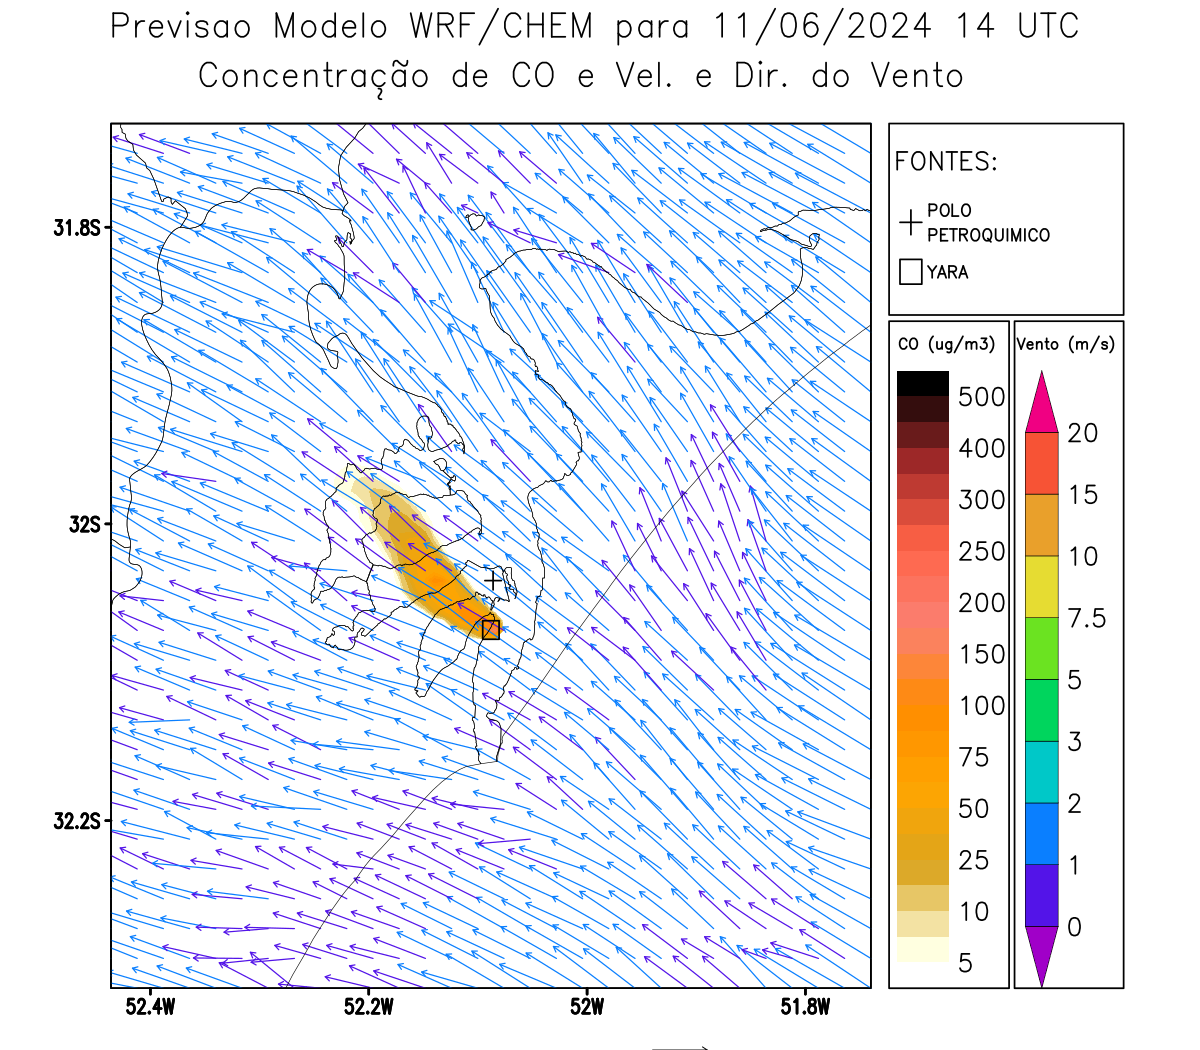 Previsao Modelo WRF/CHEM para 11/06/2024 14 UTC
Concentração de CO e Vel. e Dir. do Vento
FONTES:
POLO
PETROQUIMICO
YARA
31.8S
32S
32.2S
52.4W
52.2W
52W
51.8W
CO (ug/m3)
500
400
300
250
200
150
100
75
50
25
10
5
Vento (m/s)
20
15
10
7.5
5
3
2
1
0